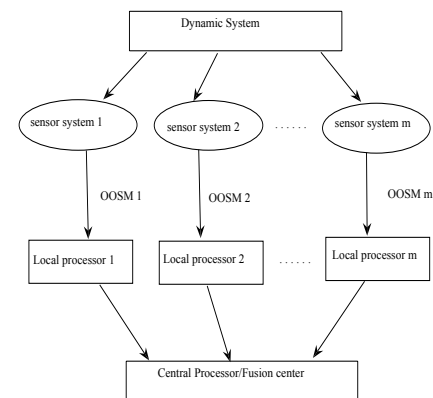 Dynamic System
sensor system 1
sensor system 2
......
sensor system m
OOSM 1
OOSM 2
OOSM m
Local processor 1
Local processor 2
......
Local processor m
Central Processor/Fusion center